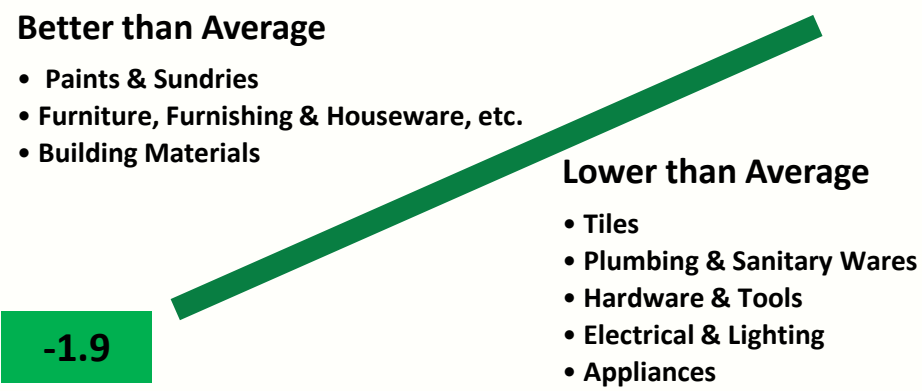 Better than Average
• Paints & Sundries
• Furniture, Furnishing & Houseware, etc.
• Building Materials
Lower than Average
• Tiles
• Plumbing & Sanitary Wares
• Hardware & Tools
• Electrical & Lighting
• Appliances
-1.9